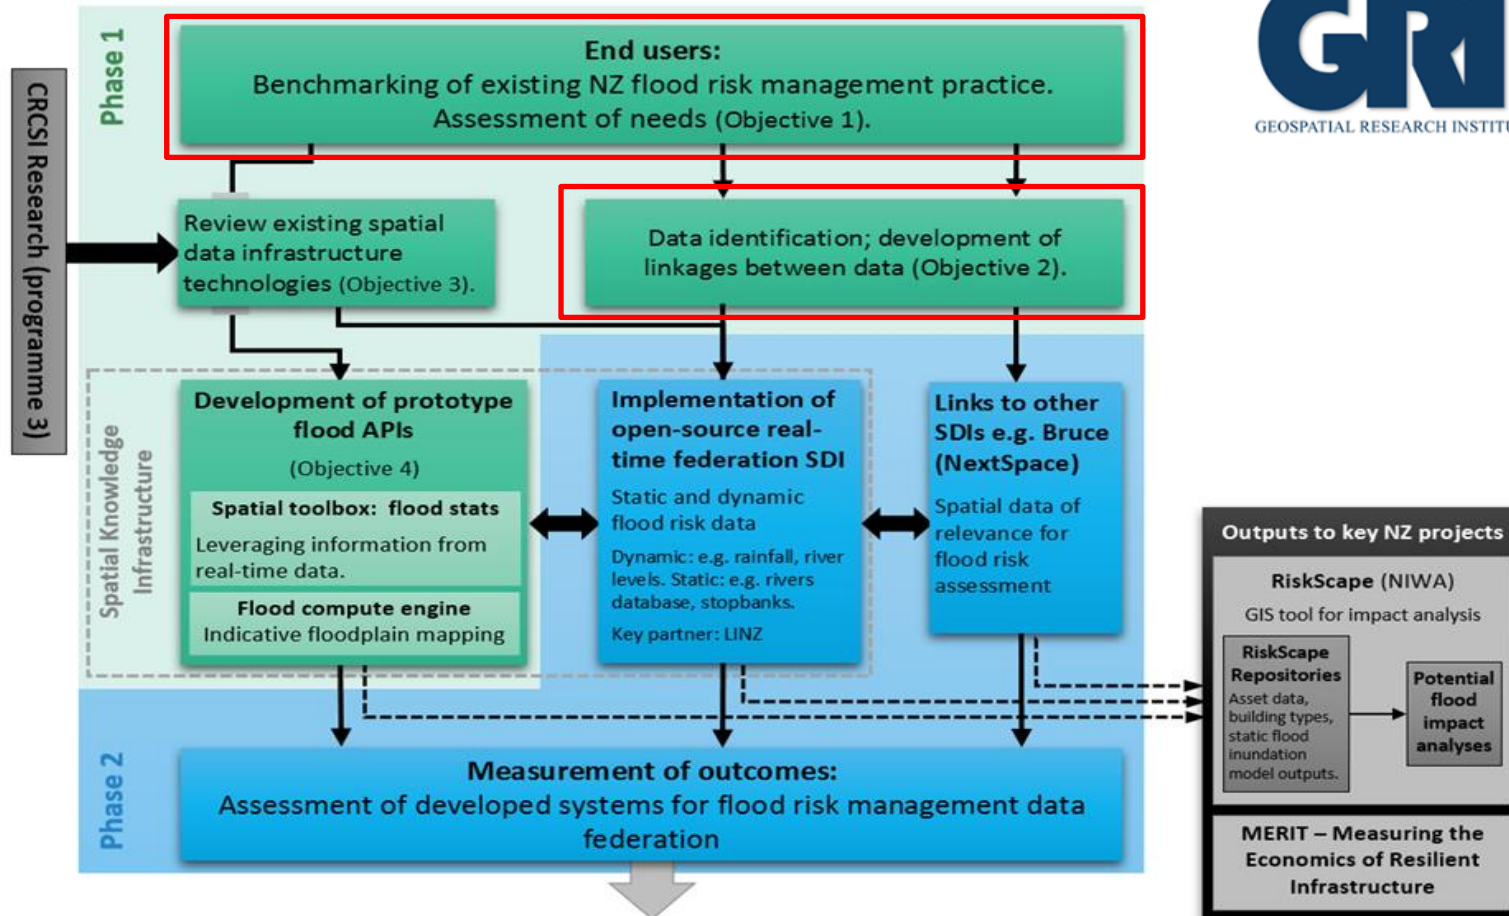 GRI
GEOSPATIAL RESEARCH INSTITU
Phase 1
CRCSI Research (programme 3)
End users:
Benchmarking of existing NZ flood risk management practice.
Assessment of needs (Objective 1).
Review existing spatial
data infrastructure
technologies (Objective 3).
Data identification; development of
linkages between data (Objective 2).
Spatial Knowledge
Infrastructure
Development of prototype
flood APIs
(Objective 4)
Spatial toolbox: flood stats
Leveraging information from
real-time data.
Flood compute engine
Indicative floodplain mapping
Implementation of
open-source real-
time federation SDI
Static and dynamic
flood risk data
Dynamic: e.g. rainfall, river
levels. Static: e.g. rivers
database, stopbanks.
Key partner: LINZ
Links to other
SDIs e.g. Bruce
(NextSpace)
Spatial data of
relevance for
flood risk
assessment
Outputs to key NZ projects
RiskScape (NIWA)
GIS tool for impact analysis
RiskScape
Repositories
Asset data,
building types,
static flood
inundation
model outputs.
Potential
flood
impact
analyses
MERIT – Measuring the
Economics of Resilient
Infrastructure
Phase 2
Measurement of outcomes:
Assessment of developed systems for flood risk management data
federation